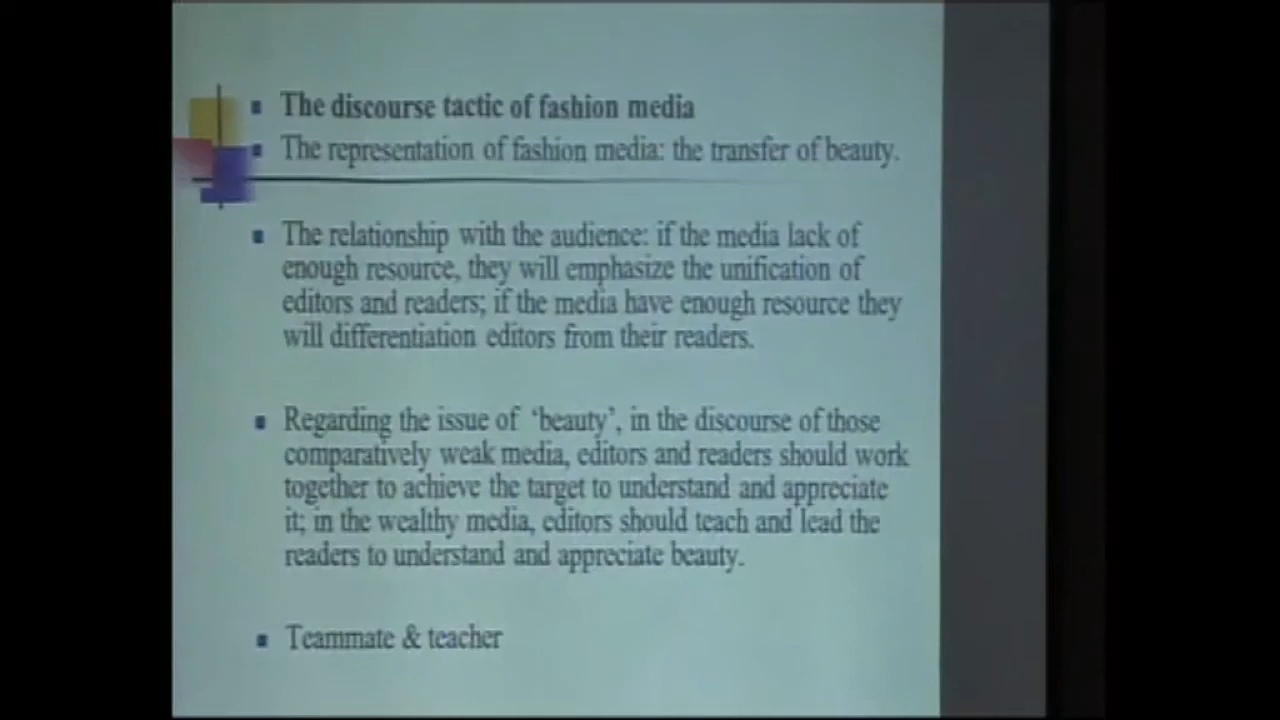 The discourse tactic of fashion media
The representation of fashion media: the transfer of beauty.
The relationship with the audience: if the media lack of
enough resource, they will emphasize the unification of
editors and readers; if the media have enough resource they
will differentiation editors from their readers.
Regarding the issue of ‘beauty’, in the discourse of those
comparatively weak media, editors and readers should work
together to achieve the target to understand and appreciate
it; in the wealthy media, editors should teach and lead the
readers to understand and appreciate beauty.
Teammate & teacher